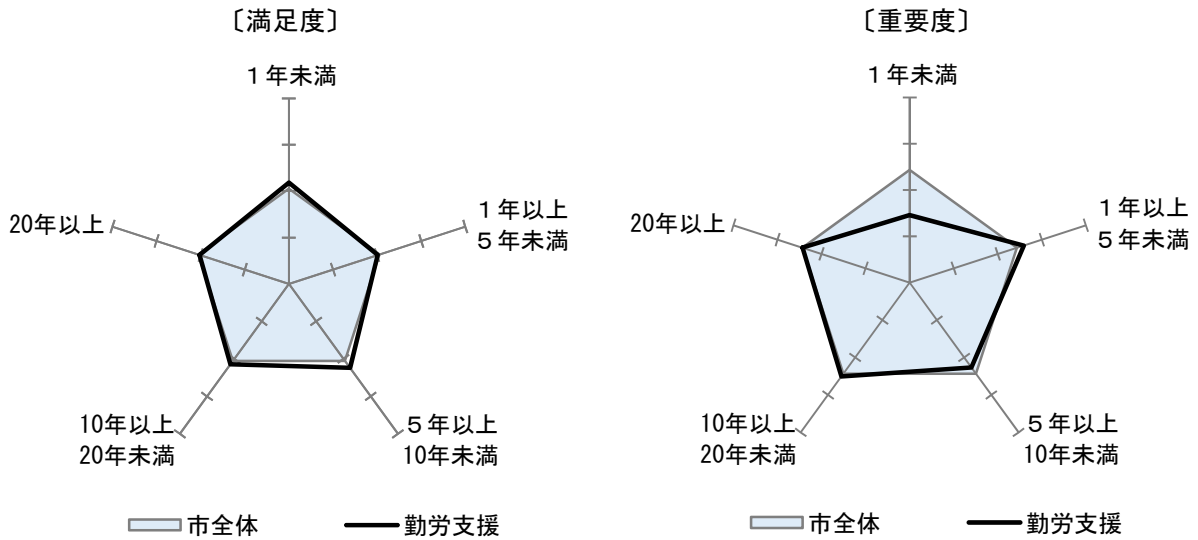 〔満足度〕
１年未満
１年以上
５年未満
５年以上
10年未満
10年以上
20年未満
20年以上
市全体
勤労支援
〔重要度〕
１年未満
１年以上
５年未満
５年以上
10年未満
10年以上
20年未満
20年以上
市全体
勤労支援